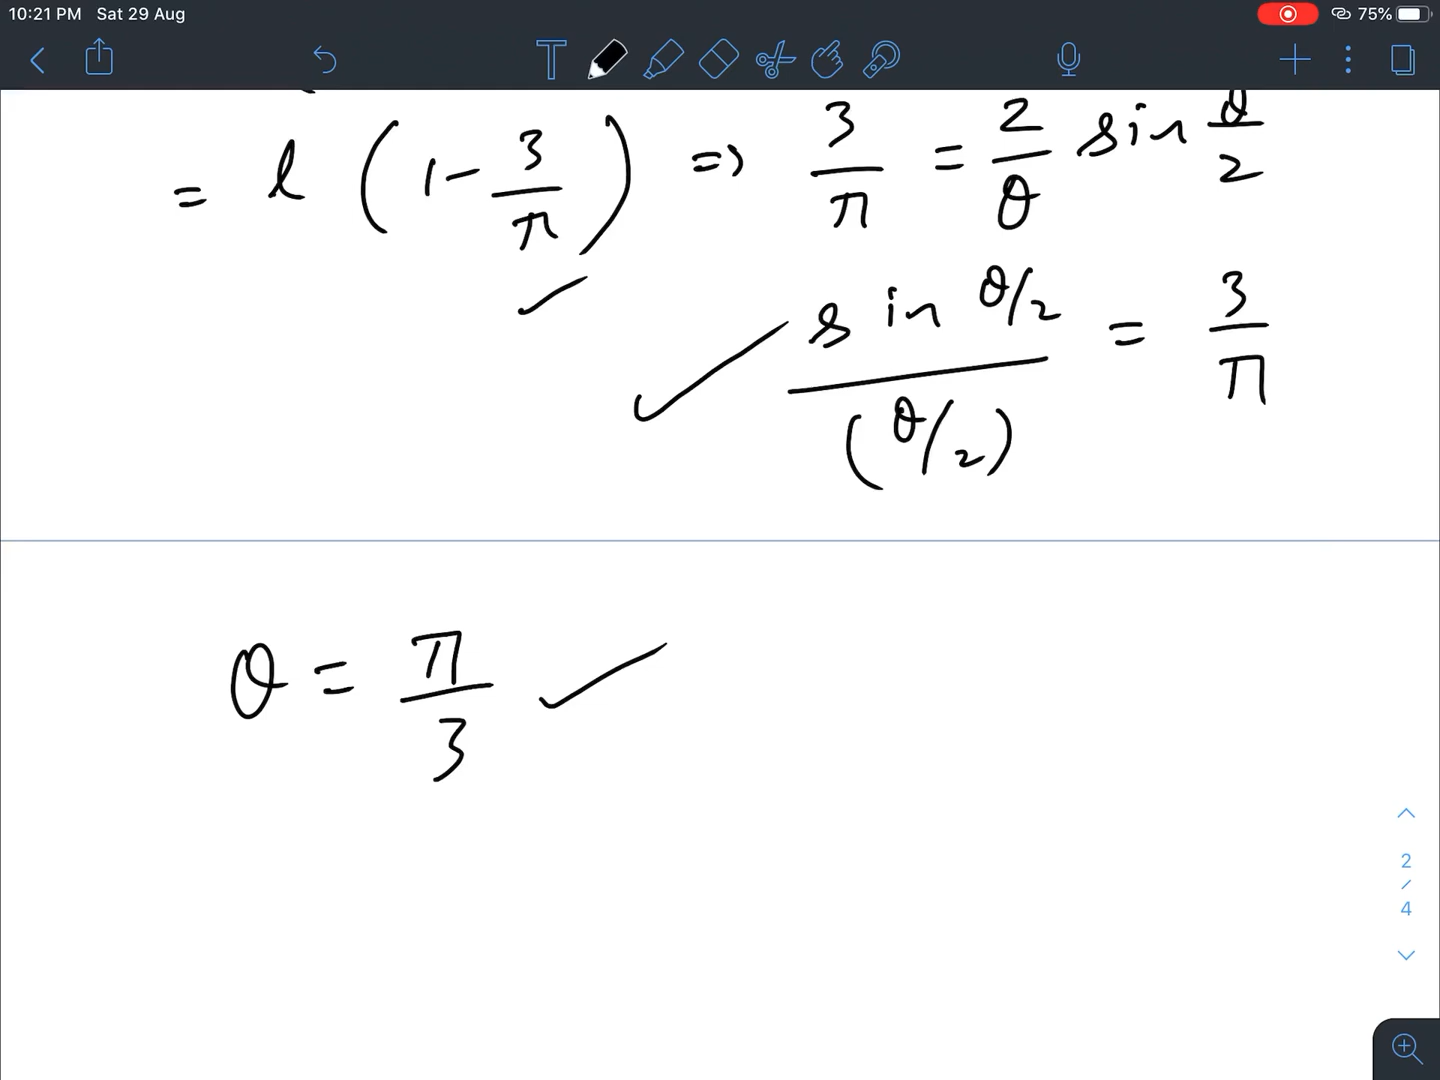 10:21 PM Sat 29 Aug 75%
T
= l (1 - 3/π) => 3/π = 2/θ sin θ/2
sin θ/2 / (θ/2) = 3/π
θ = π/3
2
/
4